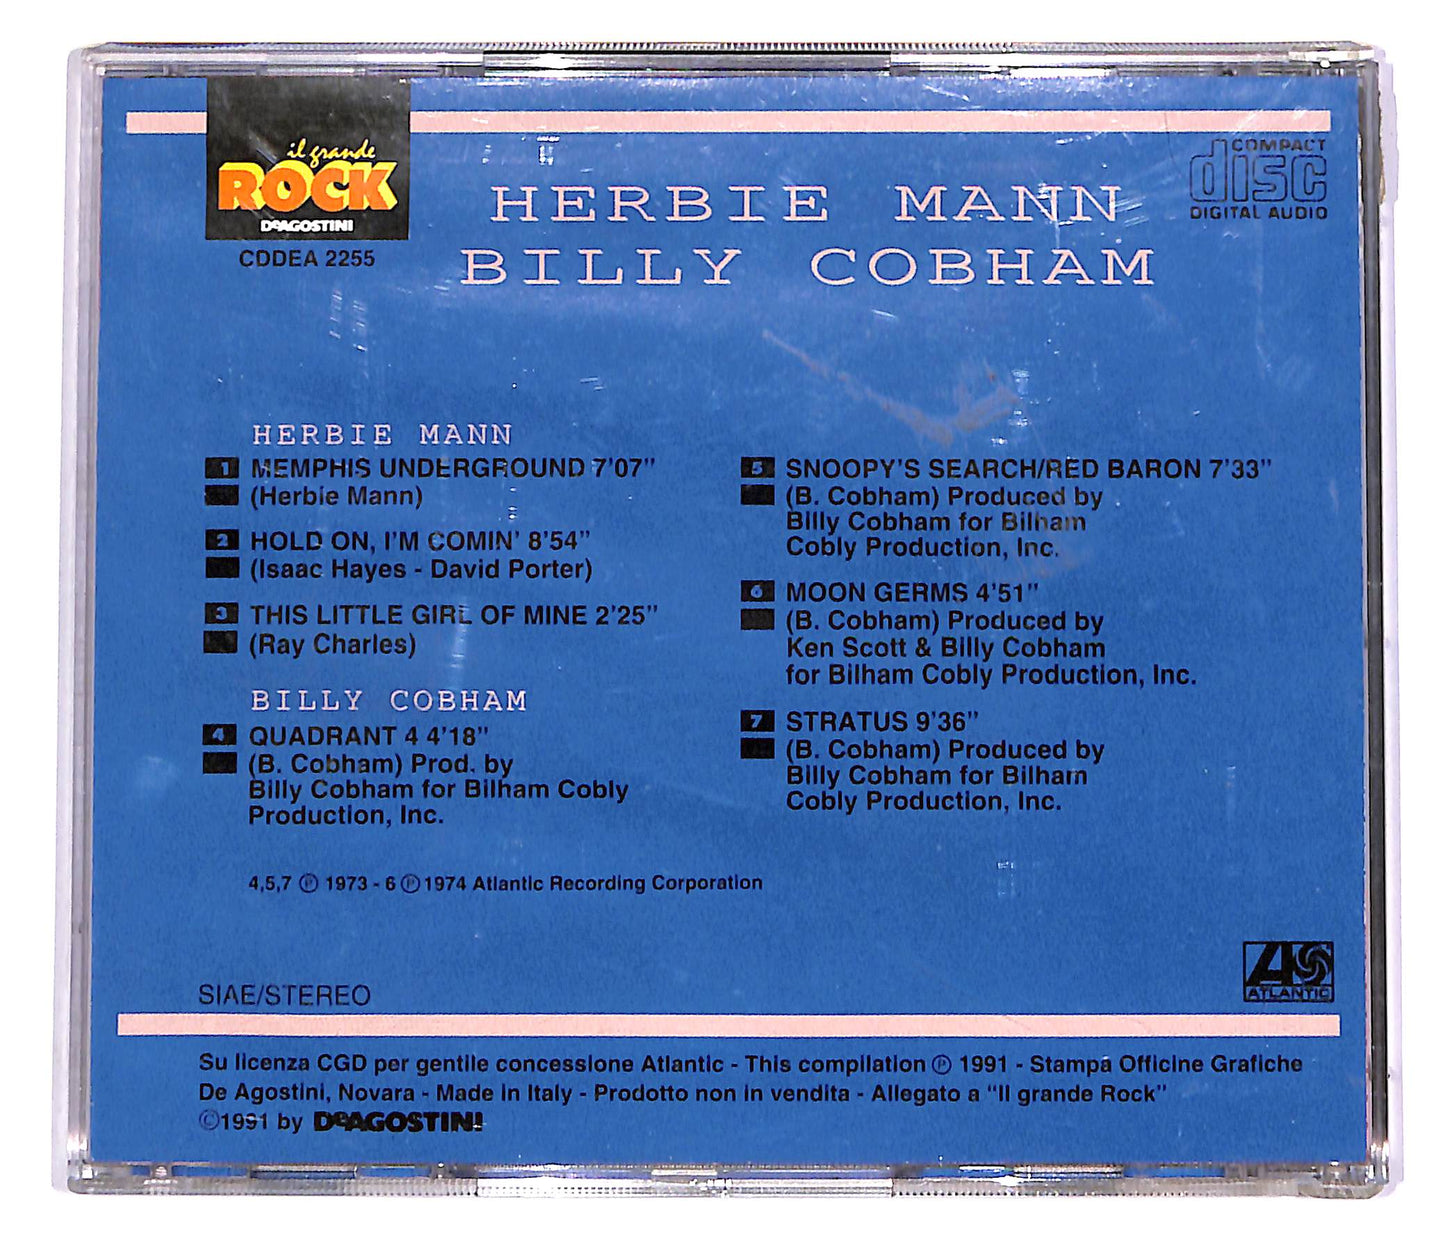 il grande
ROCK
DeAGOSTINI
CDDEA 2255
HERBIE MANN
BILLY COBHAM
COMPACT
disc
DIGITAL AUDIO
HERBIE MANN
1 MEMPHIS UNDERGROUND 7'07"
(Herbie Mann)
2 HOLD ON, I'M COMIN' 8'54"
(Isaac Hayes - David Porter)
3 THIS LITTLE GIRL OF MINE 2'25"
(Ray Charles)
BILLY COBHAM
4 QUADRANT 4 4'18"
(B. Cobham) Prod. by
Billy Cobham for Bilham Cobly
Production, Inc.
5 SNOOPY'S SEARCH/RED BARON 7'33"
(B. Cobham) Produced by
Billy Cobham for Bilham
Cobly Production, Inc.
6 MOON GERMS 4'51"
(B. Cobham) Produced by
Ken Scott & Billy Cobham
for Bilham Cobly Production, Inc.
7 STRATUS 9'36"
(B. Cobham) Produced by
Billy Cobham for Bilham
Cobly Production, Inc.
4,5,7 ℗ 1973 - 6 ℗ 1974 Atlantic Recording Corporation
ATLANTIC
SIAE/STEREO
Su licenza CGD per gentile concessione Atlantic - This compilation ℗ 1991 - Stampa Officine Grafiche
De Agostini, Novara - Made in Italy - Prodotto non in vendita - Allegato a "Il grande Rock"
©1991 by DeAGOSTINI